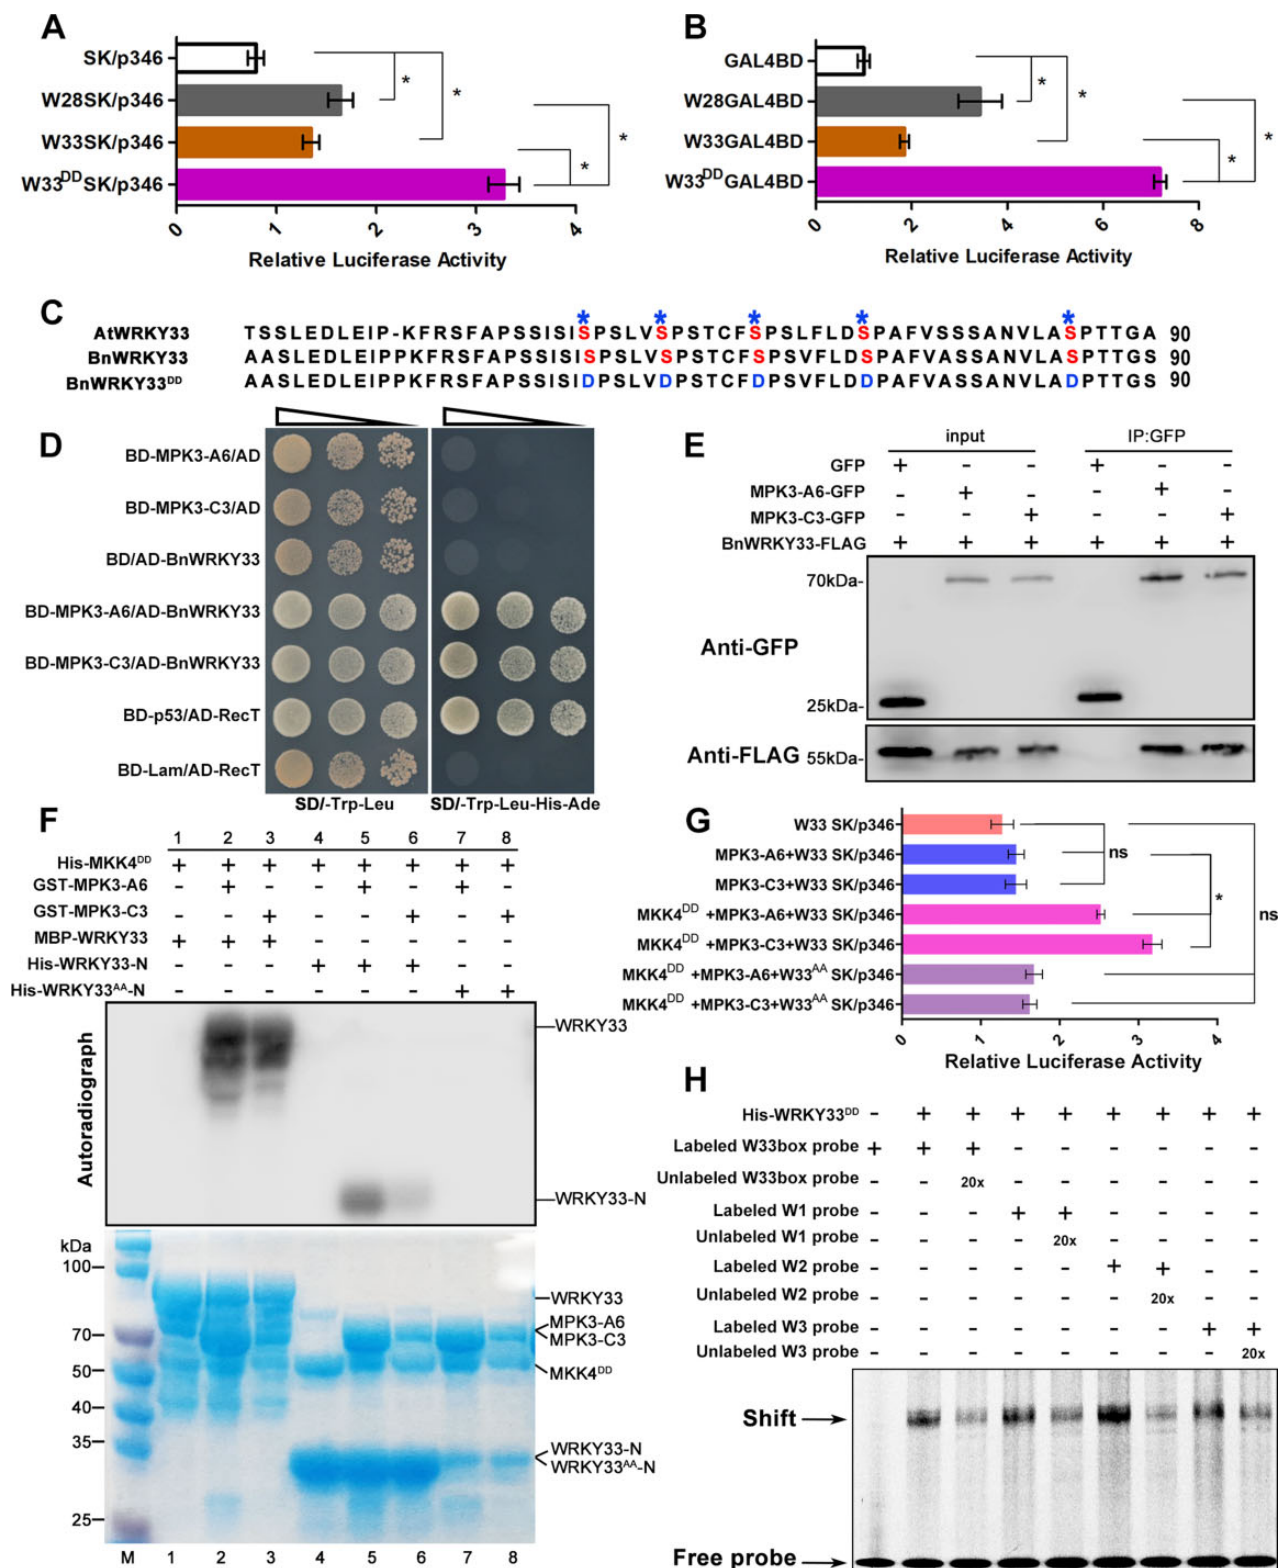 A
SK/p346
W28SK/p346
W33SK/p346
W33DDSK/p346
* * * *
0 1 2 3 4
Relative Luciferase Activity
B
GAL4BD
W28GAL4BD
W33GAL4BD
W33DDGAL4BD
* * * *
0 2 4 6 8
Relative Luciferase Activity
C
* * * * *
AtWRKY33 TSSLEDLEIP-KFRSFAPSSISISPSLVSPSTCFSPSLFLDSPAFVSSSANVLASPTTGA 90
BnWRKY33 AASLEDLEIPPKFRSFAPSSISISPSLVSPSTCFSPSVFLDSPAFVASSANVLASPTTGS 90
BnWRKY33DD AASLEDLEIPPKFRSFAPSSISIDPSLVDPSTCFDPSVFLDDPAFVASSANVLADPTTGS 90
D
BD-MPK3-A6/AD
BD-MPK3-C3/AD
BD/AD-BnWRKY33
BD-MPK3-A6/AD-BnWRKY33
BD-MPK3-C3/AD-BnWRKY33
BD-p53/AD-RecT
BD-Lam/AD-RecT
SD/-Trp-Leu SD/-Trp-Leu-His-Ade
E
input IP:GFP
GFP + - - + - -
MPK3-A6-GFP - + - - + -
MPK3-C3-GFP - - + - - +
BnWRKY33-FLAG + + + + + +
70kDa-
Anti-GFP
25kDa-
Anti-FLAG 55kDa-
F
1 2 3 4 5 6 7 8
His-MKK4DD + + + + + + + +
GST-MPK3-A6 - + - - + - + -
GST-MPK3-C3 - - + - - + - +
MBP-WRKY33 + + + - - - - -
His-WRKY33-N - - - + + + - -
His-WRKY33AA-N - - - - - - + +
Autoradiograph
WRKY33
WRKY33-N
kDa
100
70
50
40
35
25
WRKY33
MPK3-A6
MPK3-C3
MKK4DD
WRKY33-N
WRKY33AA-N
M 1 2 3 4 5 6 7 8
G
W33 SK/p346
MPK3-A6+W33 SK/p346
MPK3-C3+W33 SK/p346
MKK4DD +MPK3-A6+W33 SK/p346
MKK4DD +MPK3-C3+W33 SK/p346
MKK4DD +MPK3-A6+W33AA SK/p346
MKK4DD +MPK3-C3+W33AA SK/p346
ns * ns
0 1 2 3 4
Relative Luciferase Activity
H
His-WRKY33DD - + + + + + + + +
Labeled W33box probe + + + - - - - - -
Unlabeled W33box probe - - 20x - - - - - -
Labeled W1 probe - - - + + - - - -
Unlabeled W1 probe - - - - 20x - - - -
Labeled W2 probe - - - - - + + - -
Unlabeled W2 probe - - - - - - 20x - -
Labeled W3 probe - - - - - - - + +
Unlabeled W3 probe - - - - - - - - 20x
Shift
Free probe